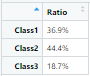 Ratio
Class1 36.9%
Class2 44.4%
Class3 18.7%